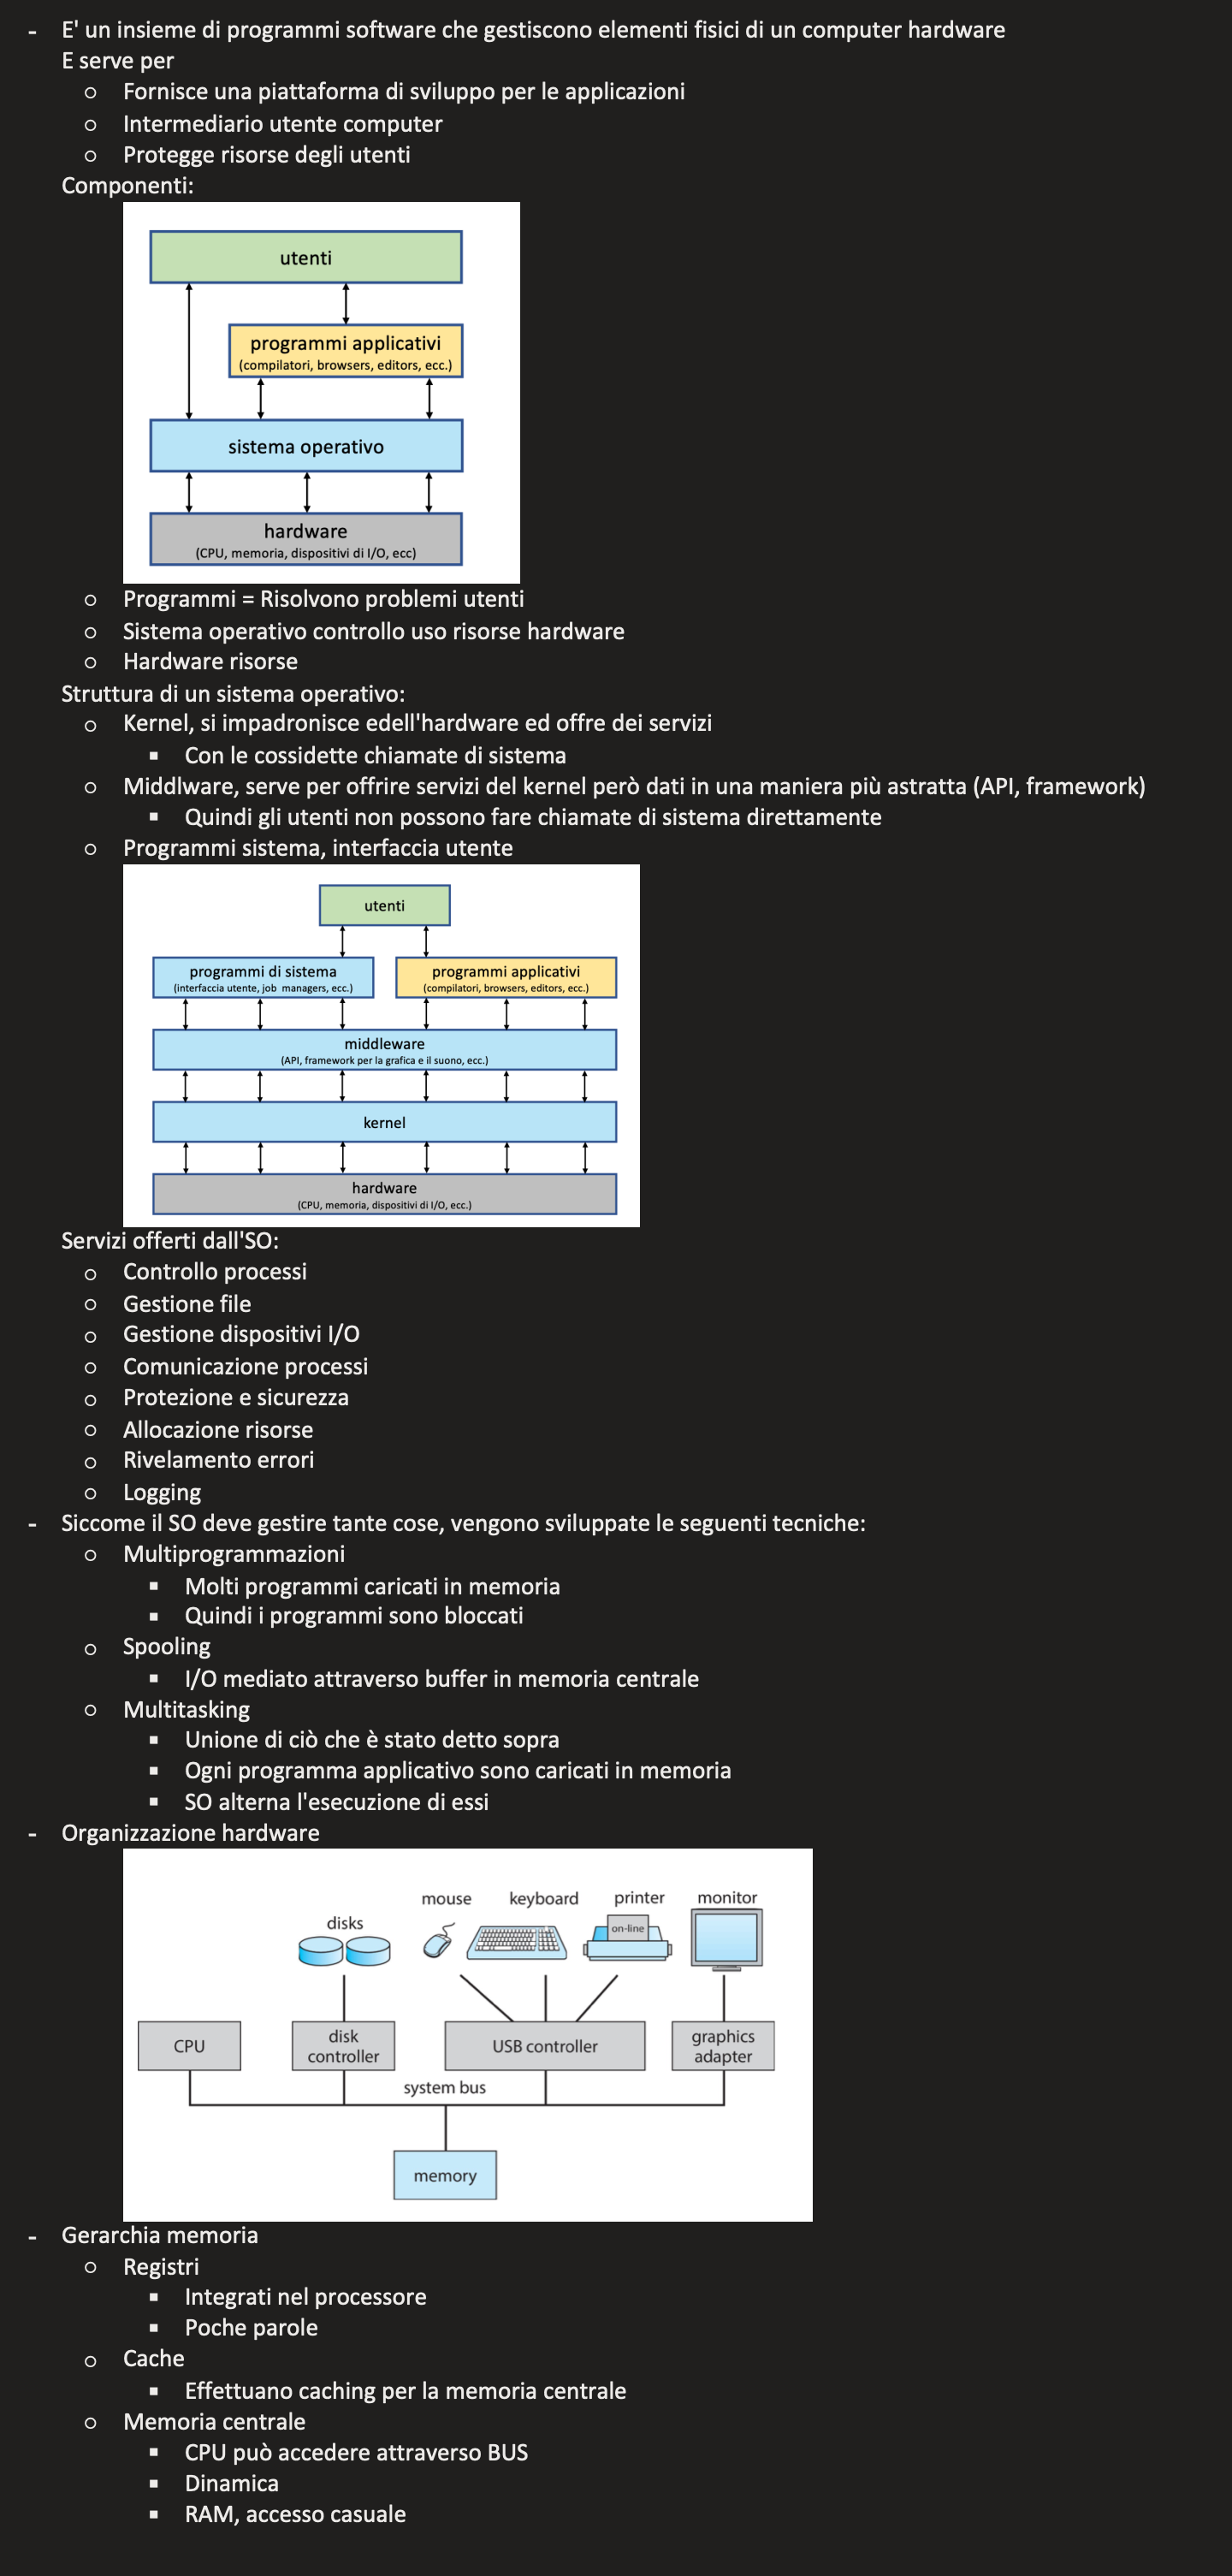 - E' un insieme di programmi software che gestiscono elementi fisici di un computer hardware
E serve per
○ Fornisce una piattaforma di sviluppo per le applicazioni
○ Intermediario utente computer
○ Protegge risorse degli utenti
Componenti:
utenti
programmi applicativi
(compilatori, browsers, editors, ecc.)
sistema operativo
hardware
(CPU, memoria, dispositivi di I/O, ecc)
○ Programmi = Risolvono problemi utenti
○ Sistema operativo controllo uso risorse hardware
○ Hardware risorse
Struttura di un sistema operativo:
○ Kernel, si impadronisce edell'hardware ed offre dei servizi
▪ Con le cossidette chiamate di sistema
○ Middlware, serve per offrire servizi del kernel però dati in una maniera più astratta (API, framework)
▪ Quindi gli utenti non possono fare chiamate di sistema direttamente
○ Programmi sistema, interfaccia utente
utenti
programmi di sistema
(interfaccia utente, job managers, ecc.)
programmi applicativi
(compilatori, browsers, editors, ecc.)
middleware
(API, framework per la grafica e il suono, ecc.)
kernel
hardware
(CPU, memoria, dispositivi di I/O, ecc.)
Servizi offerti dall'SO:
○ Controllo processi
○ Gestione file
○ Gestione dispositivi I/O
○ Comunicazione processi
○ Protezione e sicurezza
○ Allocazione risorse
○ Rivelamento errori
○ Logging
- Siccome il SO deve gestire tante cose, vengono sviluppate le seguenti tecniche:
○ Multiprogrammazioni
▪ Molti programmi caricati in memoria
▪ Quindi i programmi sono bloccati
○ Spooling
▪ I/O mediato attraverso buffer in memoria centrale
○ Multitasking
▪ Unione di ciò che è stato detto sopra
▪ Ogni programma applicativo sono caricati in memoria
▪ SO alterna l'esecuzione di essi
- Organizzazione hardware
mouse keyboard printer monitor
disks
on-line
CPU
disk
controller
USB controller
graphics
adapter
system bus
memory
- Gerarchia memoria
○ Registri
▪ Integrati nel processore
▪ Poche parole
○ Cache
▪ Effettuano caching per la memoria centrale
○ Memoria centrale
▪ CPU può accedere attraverso BUS
▪ Dinamica
▪ RAM, accesso casuale